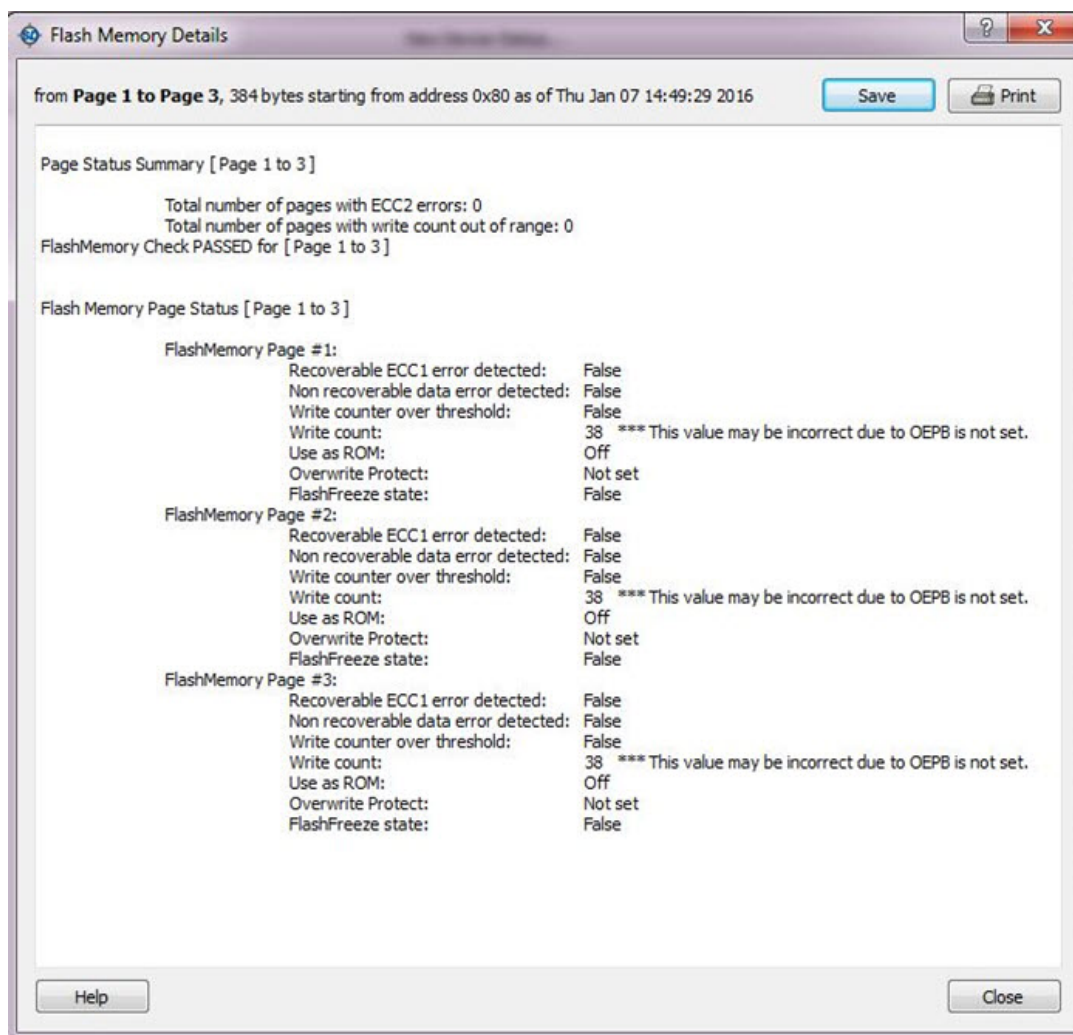 Flash Memory Details
from Page 1 to Page 3, 384 bytes starting from address 0x80 as of Thu Jan 07 14:49:29 2016 Save Print
Page Status Summary [ Page 1 to 3 ]
Total number of pages with ECC2 errors: 0
Total number of pages with write count out of range: 0
FlashMemory Check PASSED for [ Page 1 to 3 ]
Flash Memory Page Status [ Page 1 to 3 ]
FlashMemory Page #1:
Recoverable ECC1 error detected: False
Non recoverable data error detected: False
Write counter over threshold: False
Write count: 38 *** This value may be incorrect due to OEPB is not set.
Use as ROM: Off
Overwrite Protect: Not set
FlashFreeze state: False
FlashMemory Page #2:
Recoverable ECC1 error detected: False
Non recoverable data error detected: False
Write counter over threshold: False
Write count: 38 *** This value may be incorrect due to OEPB is not set.
Use as ROM: Off
Overwrite Protect: Not set
FlashFreeze state: False
FlashMemory Page #3:
Recoverable ECC1 error detected: False
Non recoverable data error detected: False
Write counter over threshold: False
Write count: 38 *** This value may be incorrect due to OEPB is not set.
Use as ROM: Off
Overwrite Protect: Not set
FlashFreeze state: False
Help Close